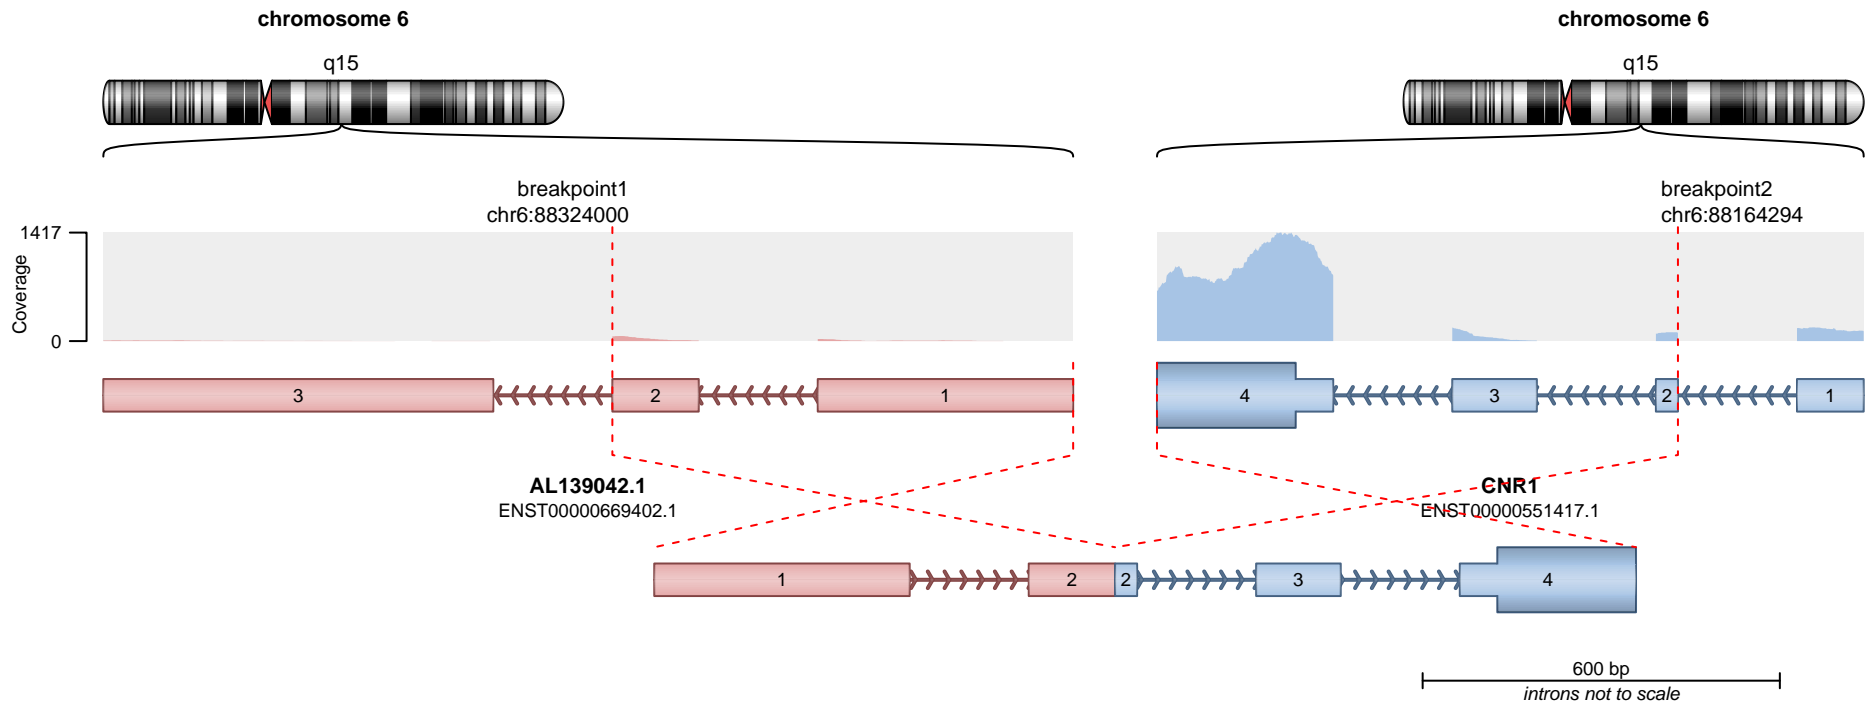 chromosome 6
chromosome 6
q15
q15
breakpoint1
chr6:88324000
breakpoint2
chr6:88164294
1417
Coverage
0
3
2
1
4
3
2
1
AL139042.1
ENST00000669402.1
CNR1
ENST00000551417.1
1
2
2
3
4
600 bp
introns not to scale